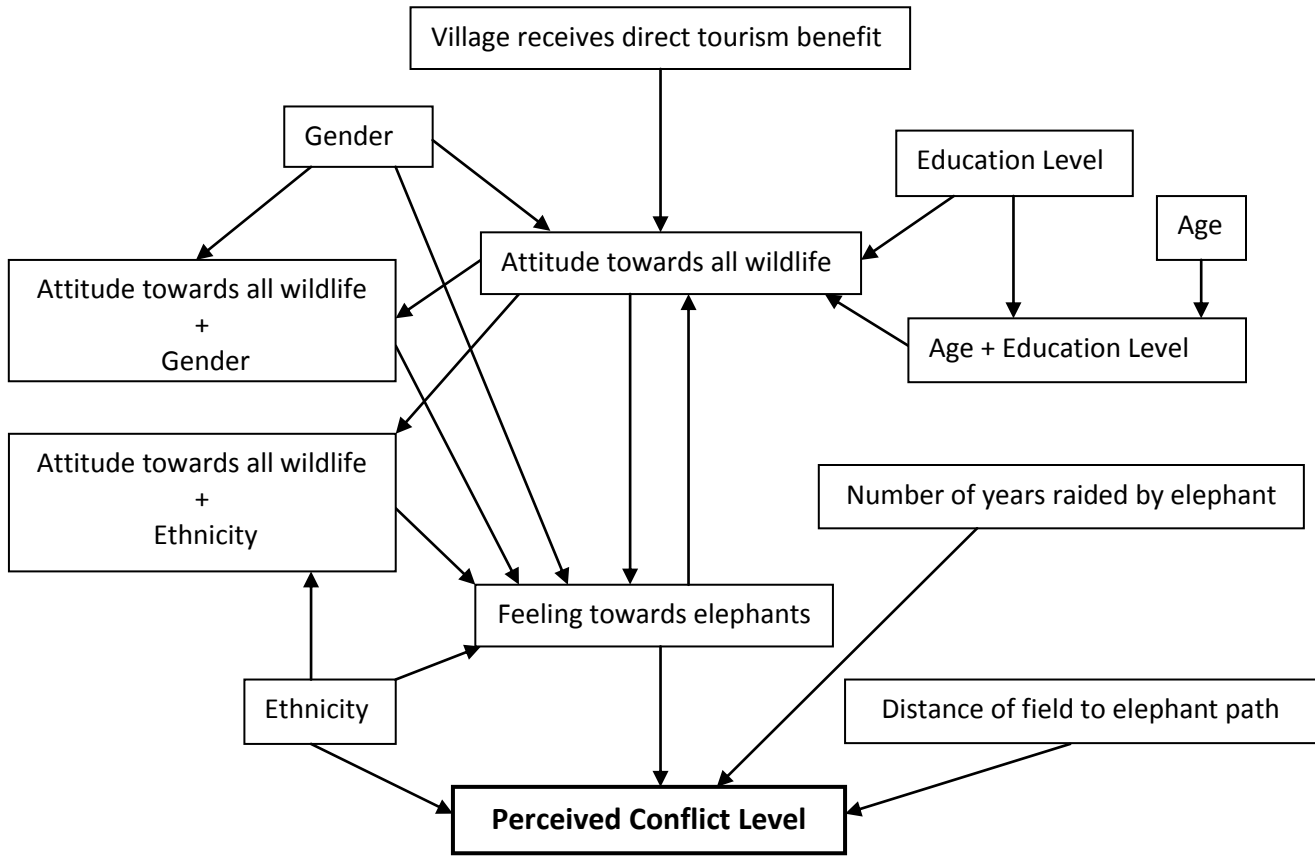 Village receives direct tourism benefit
Gender
Education Level
Age
Attitude towards all wildlife
Attitude towards all wildlife
+
Gender
Age + Education Level
Attitude towards all wildlife
+
Ethnicity
Number of years raided by elephant
Feeling towards elephants
Ethnicity
Distance of field to elephant path
Perceived Conflict Level